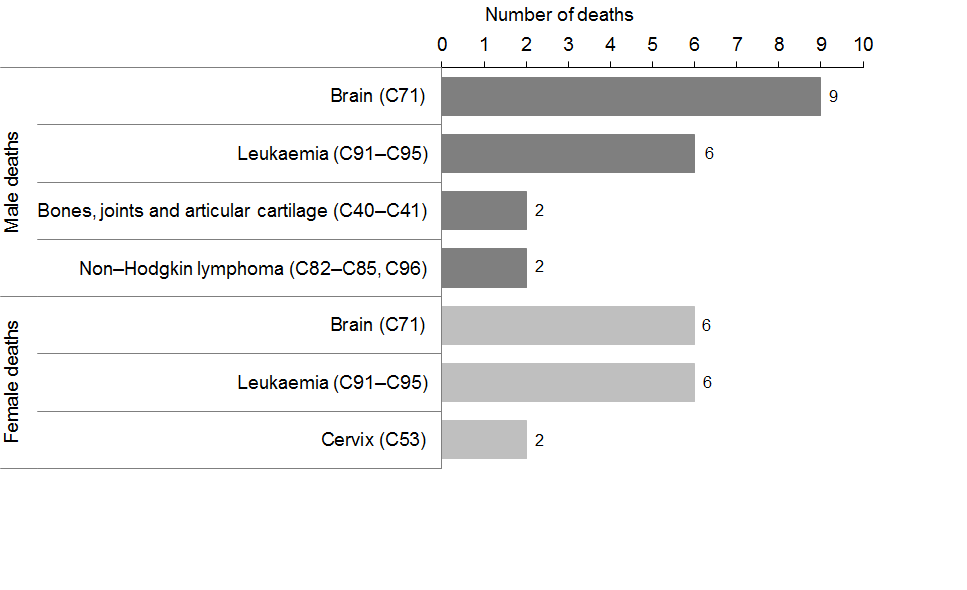 Number of deaths
0 1 2 3 4 5 6 7 8 9 10
Male deaths
Brain (C71) 9
Leukaemia (C91–C95) 6
Bones, joints and articular cartilage (C40–C41) 2
Non–Hodgkin lymphoma (C82–C85, C96) 2
Female deaths
Brain (C71) 6
Leukaemia (C91–C95) 6
Cervix (C53) 2